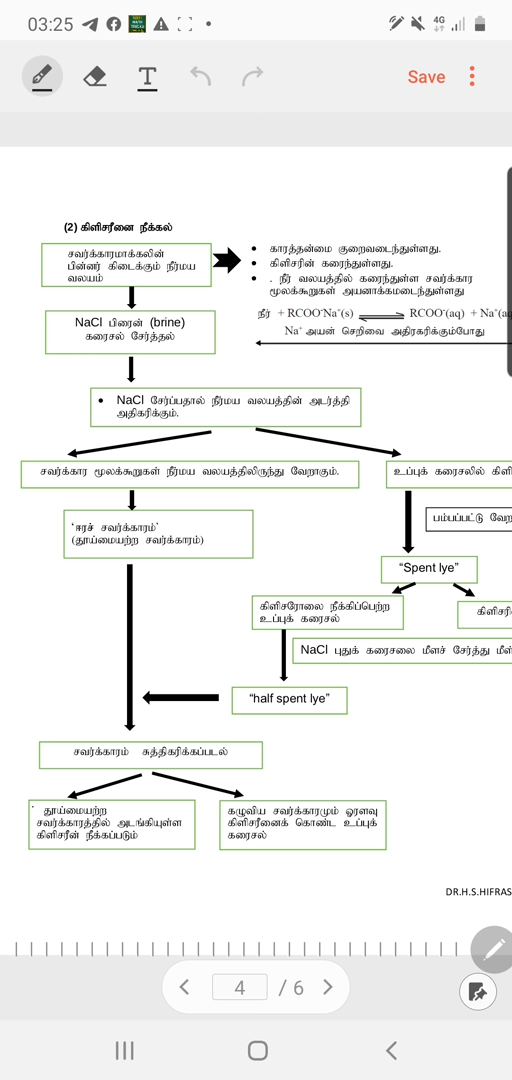 03:25
4G
T
Save
(2) கிளிசரீனை நீக்கல்
சவர்க்காரமாக்கலின்
பின்னர் கிடைக்கும் நீர்மய
வலயம்
• காரத்தன்மை குறைவடைந்துள்ளது.
• கிளிசரின் கரைந்துள்ளது.
• . நீர் வலயத்தில் கரைந்துள்ள சவர்க்கார
மூலக்கூறுகள் அயனாக்கமடைந்துள்ளது
NaCl பிரைன் (brine)
கரைசல் சேர்த்தல்
நீர் + RCOO⁻Na⁺(s) ⇌ RCOO⁻(aq) + Na⁺(aq
Na⁺ அயன் செறிவை அதிரகரிக்கும்போது
• NaCl சேர்ப்பதால் நீர்மய வலயத்தின் அடர்த்தி
அதிகரிக்கும்.
சவர்க்கார மூலக்கூறுகள் நீர்மய வலயத்திலிருந்து வேறாகும்.
உப்புக் கரைசலில் கிளி
'ஈரச் சவர்க்காரம்'
(தூய்மையற்ற சவர்க்காரம்)
பம்பப்பட்டு வேற
“Spent lye”
கிளிசரோலை நீக்கிப்பெற்ற
உப்புக் கரைசல்
கிளிசரி
NaCl புதுக் கரைசலை மீளச் சேர்த்து மீள்
“half spent lye”
சவர்க்காரம் சுத்திகரிக்கப்படல்
தூய்மையற்ற
சவர்க்காரத்தில் அடங்கியுள்ள
கிளிசரீன் நீக்கப்படும்
கழுவிய சவர்க்காரமும் ஓரளவு
கிளிசரீனைக் கொண்ட உப்புக்
கரைசல்
DR.H.S.HIFRAS
4 / 6